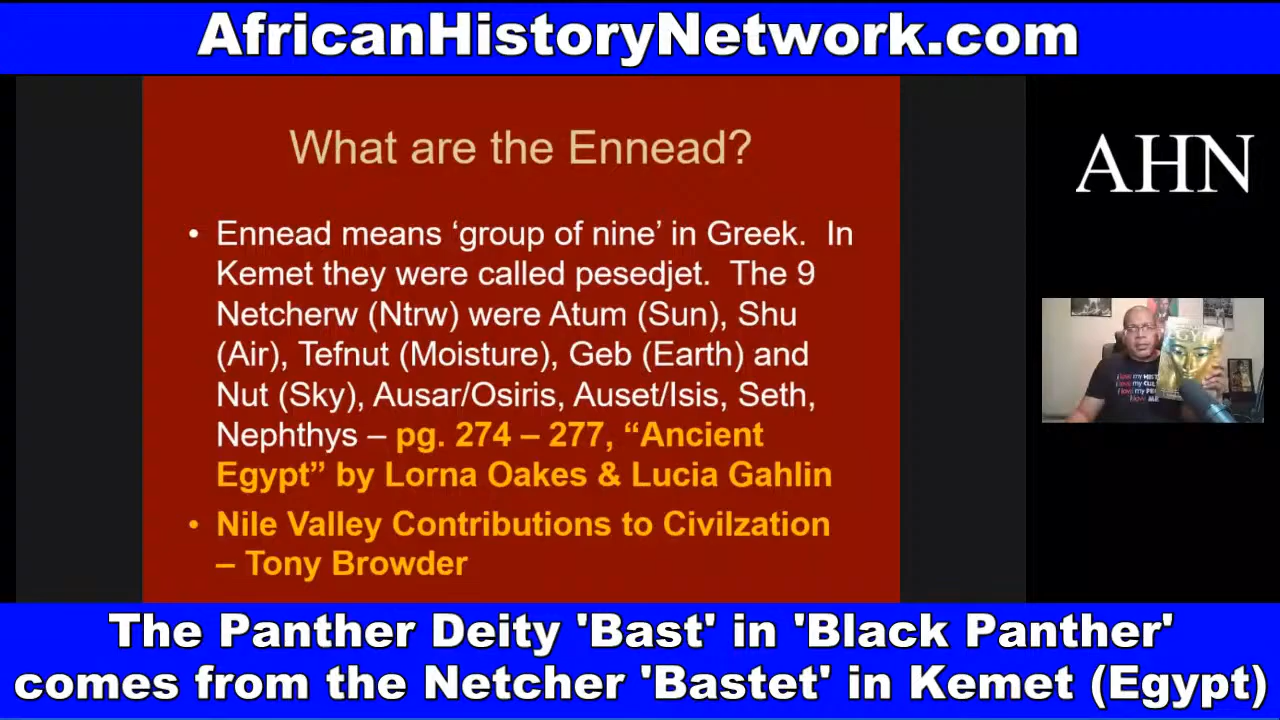 AfricanHistoryNetwork.com
What are the Ennead?
• Ennead means ‘group of nine’ in Greek. In
Kemet they were called pesedjet. The 9
Netcherw (Ntrw) were Atum (Sun), Shu
(Air), Tefnut (Moisture), Geb (Earth) and
Nut (Sky), Ausar/Osiris, Auset/Isis, Seth,
Nephthys – pg. 274 – 277, “Ancient
Egypt” by Lorna Oakes & Lucia Gahlin
• Nile Valley Contributions to Civilzation
– Tony Browder
AHN
EGYPT
The Panther Deity 'Bast' in 'Black Panther'
comes from the Netcher 'Bastet' in Kemet (Egypt)